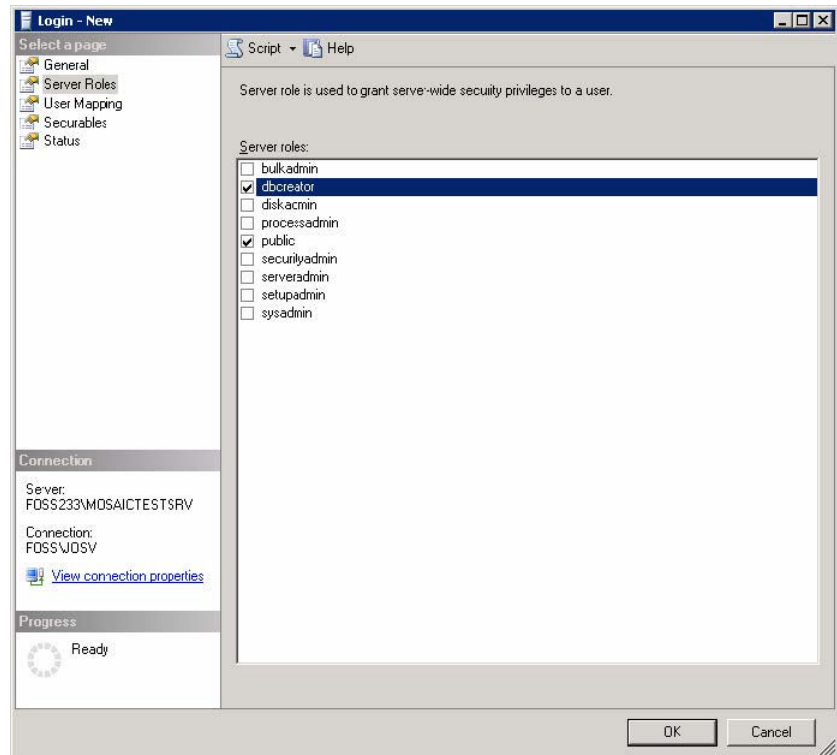 Login - New
Select a page
General
Server Roles
User Mapping
Securables
Status
Script
Help
Server role is used to grant server-wide security privileges to a user.
Server roles:
bulkadmin
dbcreator
diskadmin
processadmin
public
securityadmin
serveradmin
setupadmin
sysadmin
Connection
Server:
FOSS233\MOSAICTESTSRV
Connection:
FOSS\JOSV
View connection properties
Progress
Ready
OK
Cancel